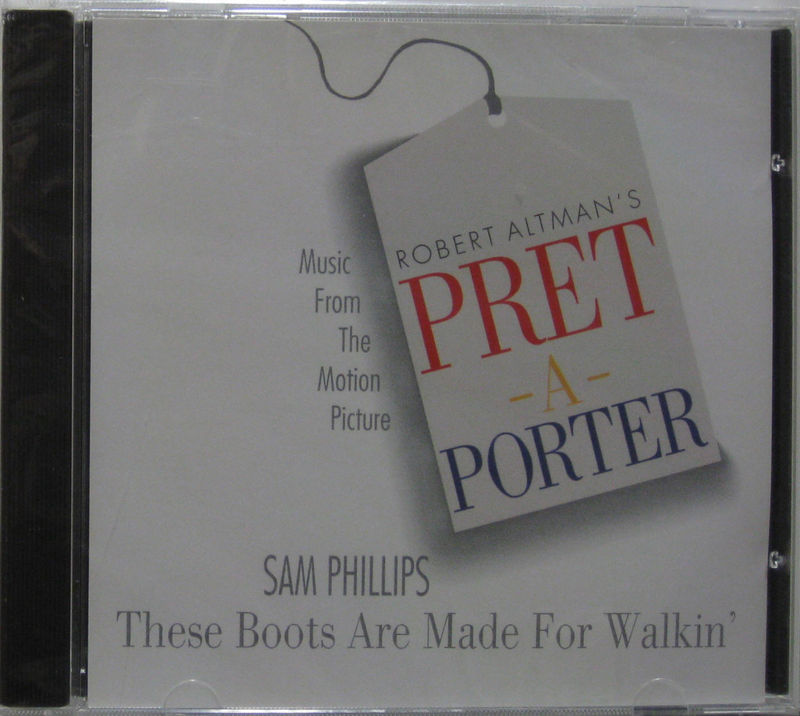 Music
From
The
Motion
Picture
ROBERT ALTMAN'S
PRET
-A-
PORTER
SAM PHILLIPS
These Boots Are Made For Walkin'